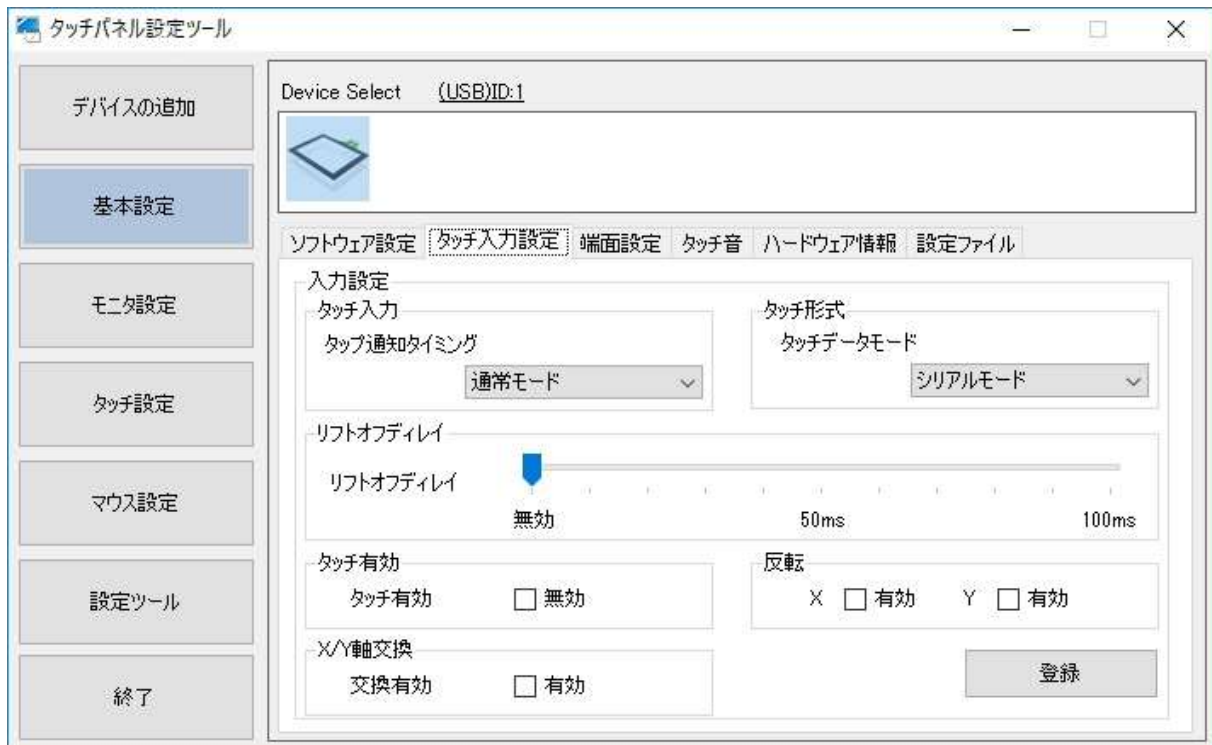 タッチパネル設定ツール
デバイスの追加
基本設定
モニタ設定
タッチ設定
マウス設定
設定ツール
終了
Device Select (USB)ID:1
ソフトウェア設定 タッチ入力設定 端面設定 タッチ音 ハードウェア情報 設定ファイル
入力設定
タッチ入力
タップ通知タイミング
通常モード
タッチ形式
タッチデータモード
シリアルモード
リフトオフディレイ
リフトオフディレイ
無効 50ms 100ms
タッチ有効
タッチ有効 無効
反転
X 有効 Y 有効
X/Y軸交換
交換有効 有効
登録